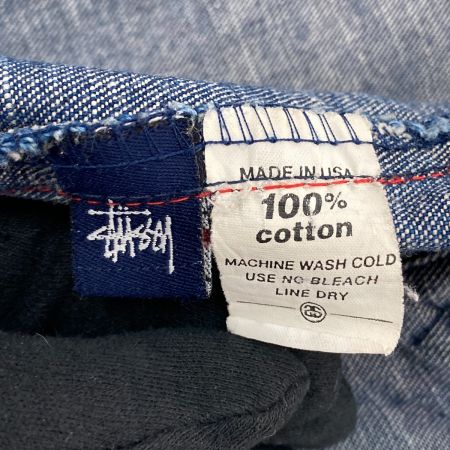 Stüssy
MADE IN USA
100%
cotton
MACHINE WASH COLD
USE NO BLEACH
LINE DRY